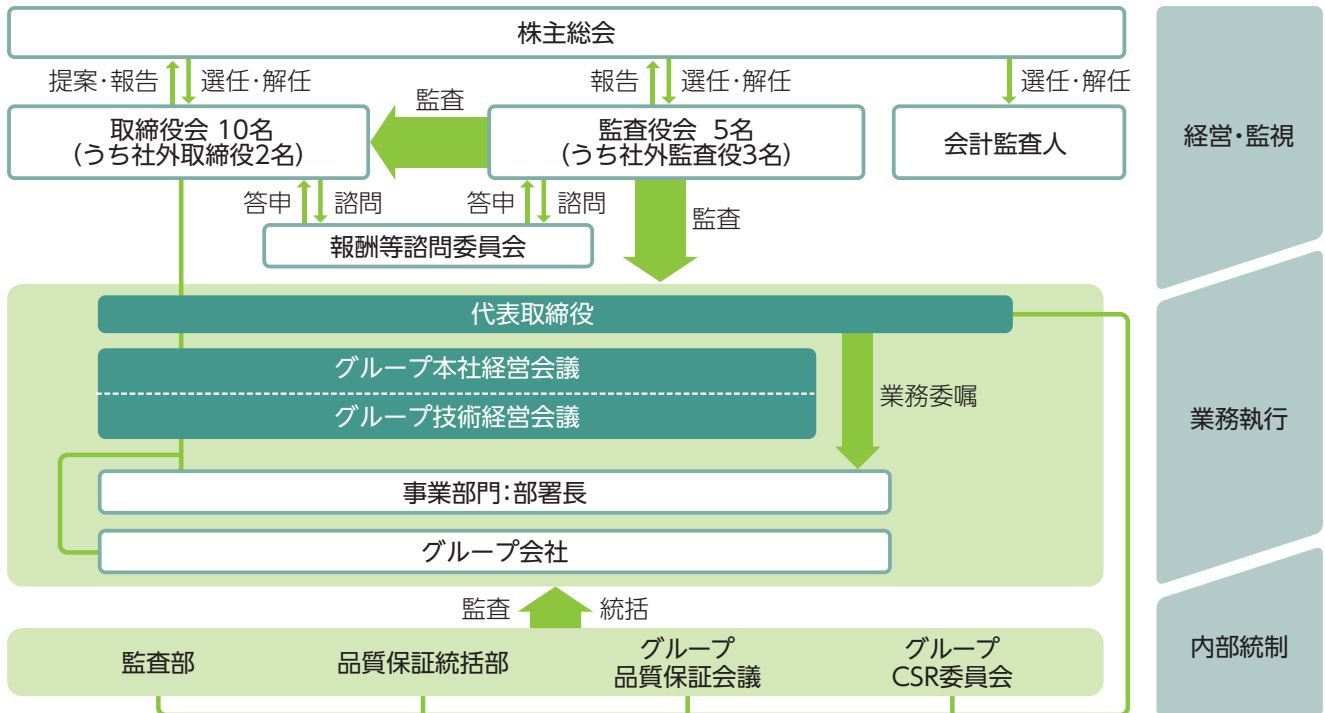 株主総会
提案・報告
選任・解任
報告
選任・解任
選任・解任
監査
取締役会 10名
(うち社外取締役2名)
監査役会 5名
(うち社外監査役3名)
会計監査人
経営・監視
答申
諮問
答申
諮問
監査
報酬等諮問委員会
代表取締役
グループ本社経営会議
グループ技術経営会議
業務委嘱
業務執行
事業部門:部署長
グループ会社
監査
統括
監査部
品質保証統括部
グループ
品質保証会議
グループ
CSR委員会
内部統制